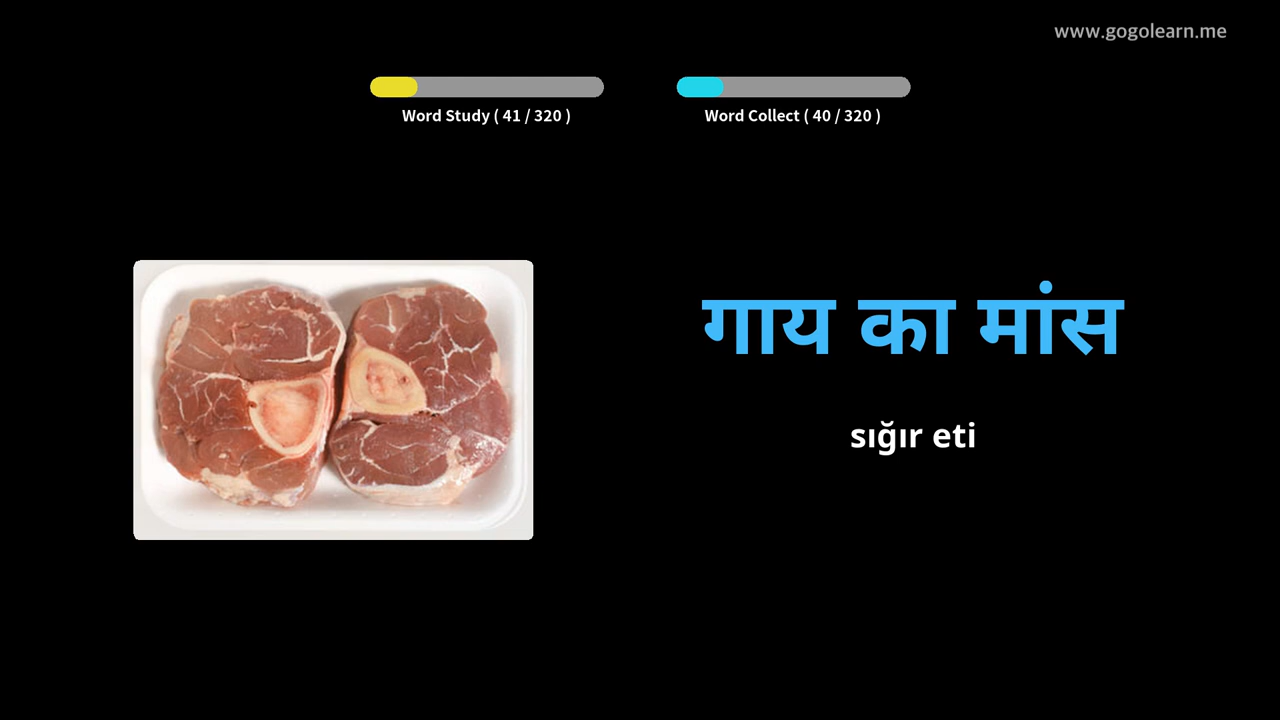 www.gogolearn.me
Word Study ( 41 / 320 )
Word Collect ( 40 / 320 )
गाय का मांस
sığır eti